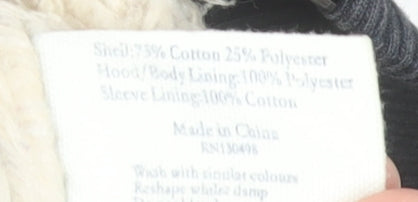 Shell:75% Cotton 25% Polyester
Hood/Body Lining:100% Polyester
Sleeve Lining:100% Cotton
Made in China
RN130498
Wash with similar colours
Reshape whilst damp